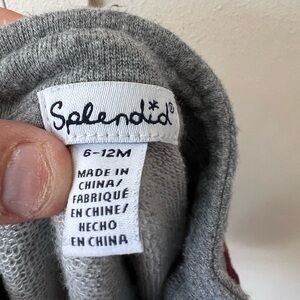 Splendid®
6-12M
MADE IN
CHINA/
FABRIQUÉ
EN CHINE/
HECHO
EN CHINA